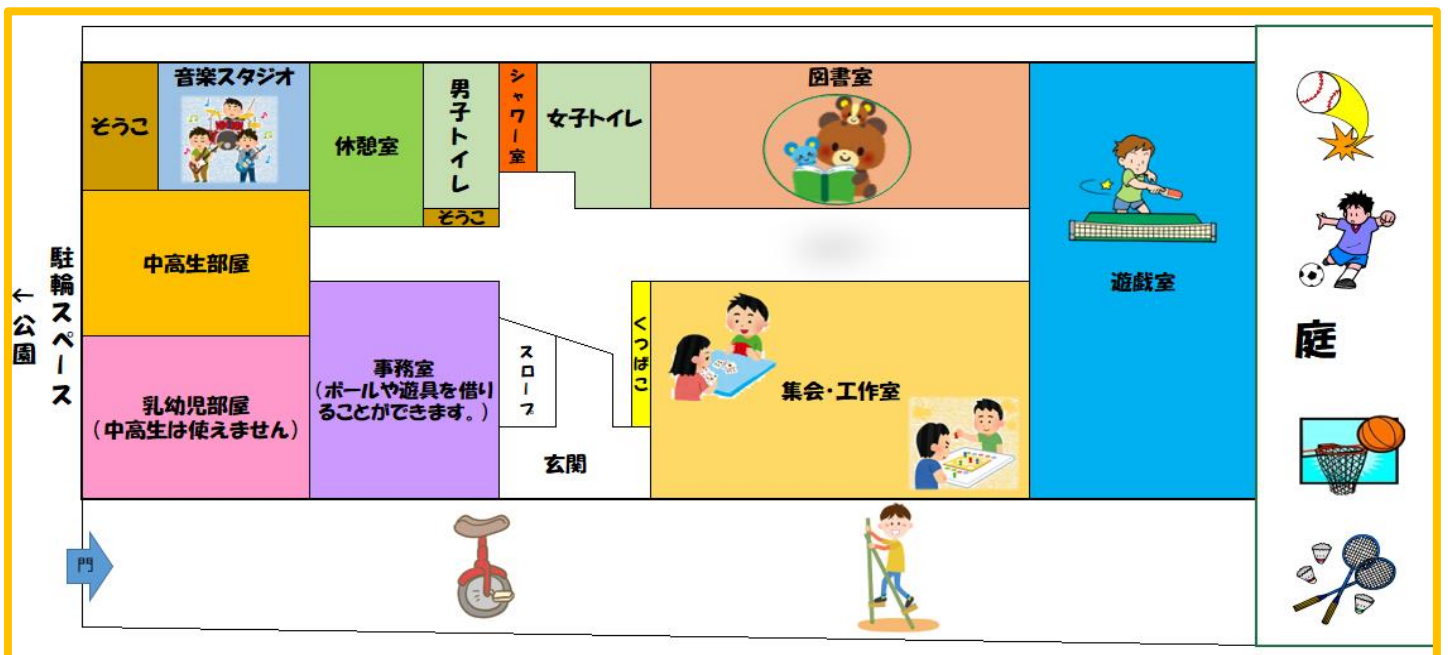 音楽スタジオ
そうこ
休憩室
男子トイレ
シャワー室
女子トイレ
図書室
そうこ
中高生部屋
遊戯室
駐輪スペース
←公園
庭
乳幼児部屋
（中高生は使えません）
事務室
（ボールや遊具を借り
ることができます。）
スロープ
くつばこ
集会・工作室
玄関
門